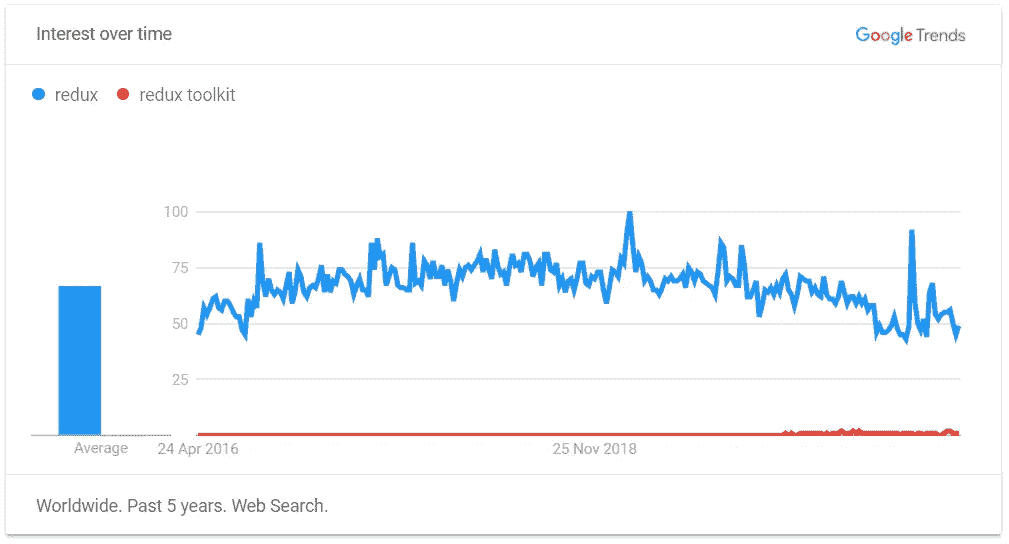 Interest over time
Google Trends
redux redux toolkit
100
75
50
25
Average 24 Apr 2016 25 Nov 2018
Worldwide. Past 5 years. Web Search.